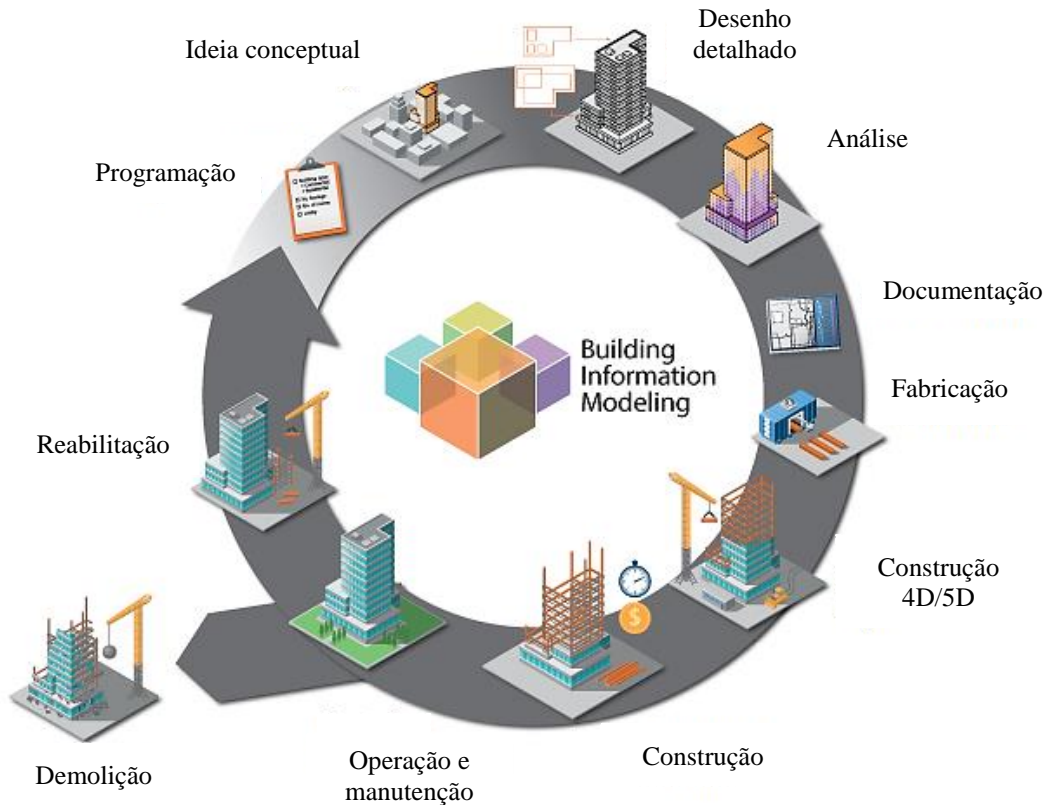 Ideia conceptual
Desenho
detalhado
Análise
Programação
Documentação
Fabricação
Building
Information
Modeling
Reabilitação
Construção
4D/5D
$
Construção
Operação e
manutenção
Demolição